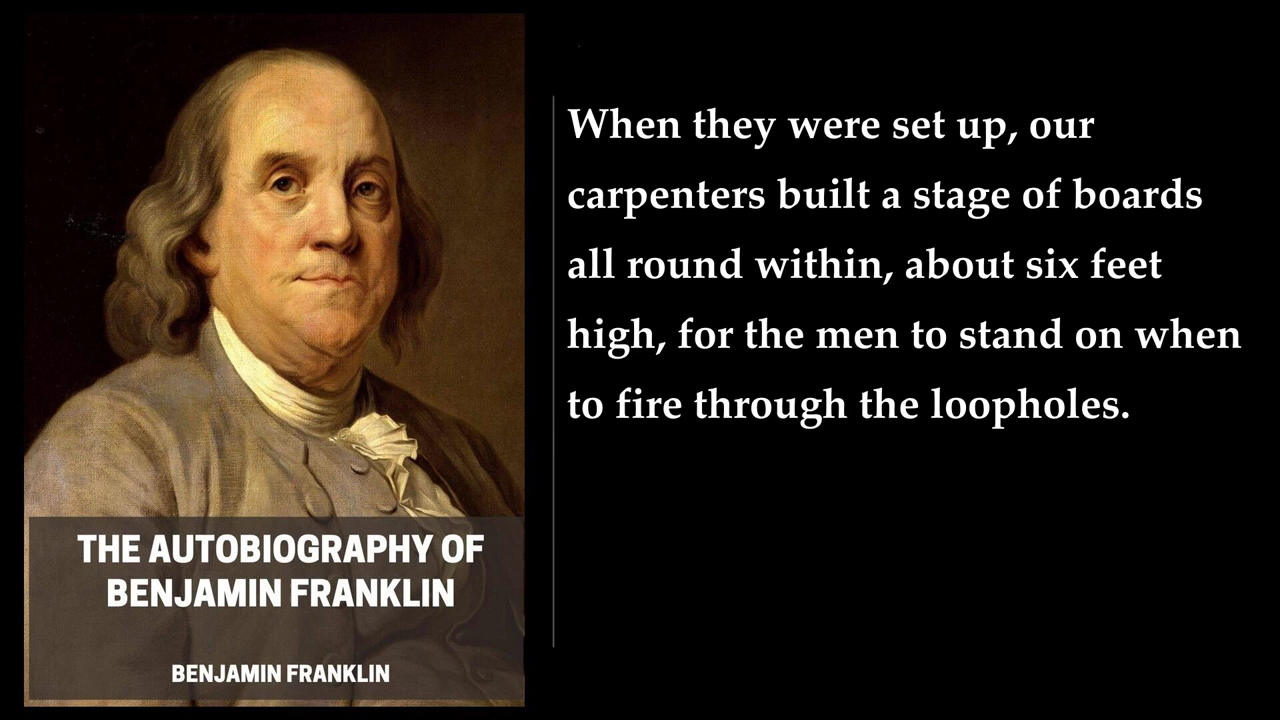 THE AUTOBIOGRAPHY OF
BENJAMIN FRANKLIN
BENJAMIN FRANKLIN
When they were set up, our
carpenters built a stage of boards
all round within, about six feet
high, for the men to stand on when
to fire through the loopholes.